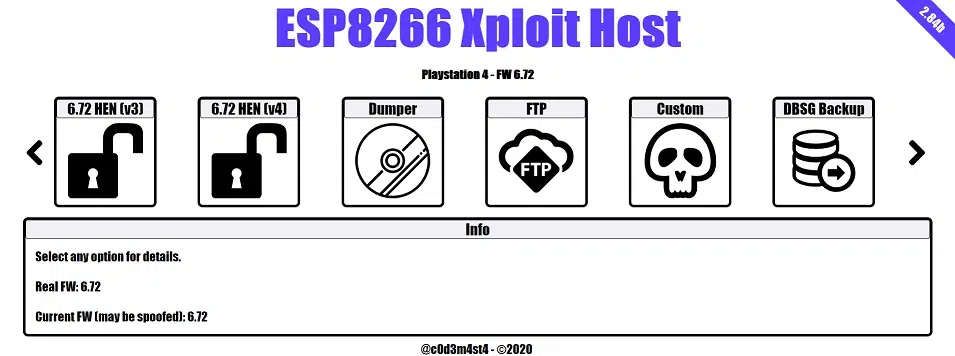 ESP8266 Xploit Host
2.84b
Playstation 4 - FW 6.72
6.72 HEN (v3)
6.72 HEN (v4)
Dumper
FTP
Custom
DBSG Backup
FTP
Info
Select any option for details.
Real FW: 6.72
Current FW (may be spoofed): 6.72
@c0d3m4st4 - ©2020